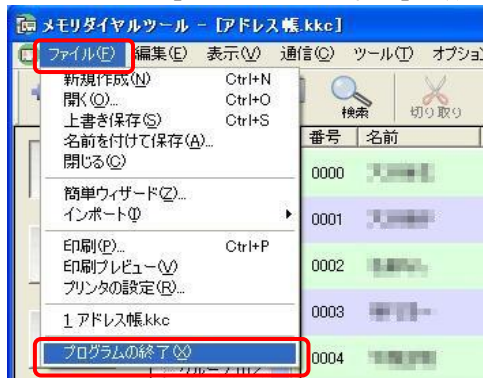 メモリダイヤルツール - [アドレス帳.kkc]
ファイル(F) 編集(E) 表示(V) 通信(C) ツール(T) オプション
新規作成(N) Ctrl+N
開く(O)... Ctrl+O
上書き保存(S) Ctrl+S
名前を付けて保存(A)...
閉じる(C)
簡単ウィザード(Z)...
インポート(I)
印刷(P)... Ctrl+P
印刷プレビュー(V)
プリンタの設定(R)...
1 アドレス帳.kkc
プログラムの終了(X)
検索 切り取り
番号 名前
0000
0001
0002
0003
0004